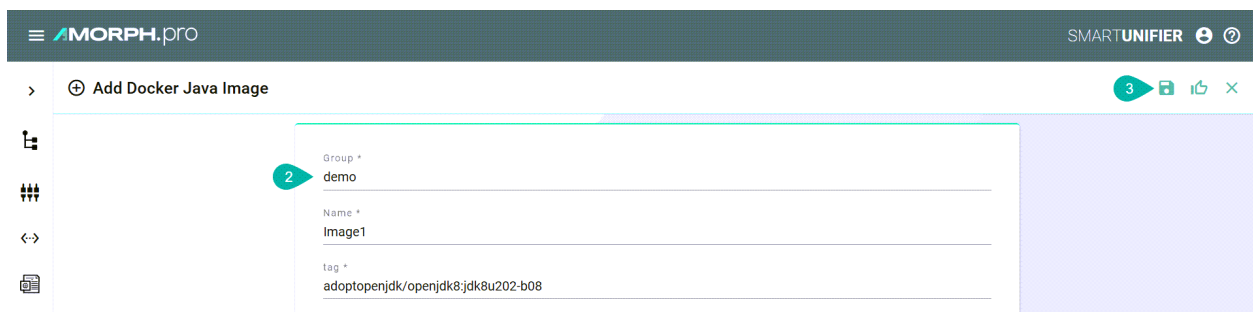 AMORPH.pro SMARTUNIFIER
Add Docker Java Image 3
Group *
2 demo
Name *
Image1
tag *
adoptopenjdk/openjdk8:jdk8u202-b08